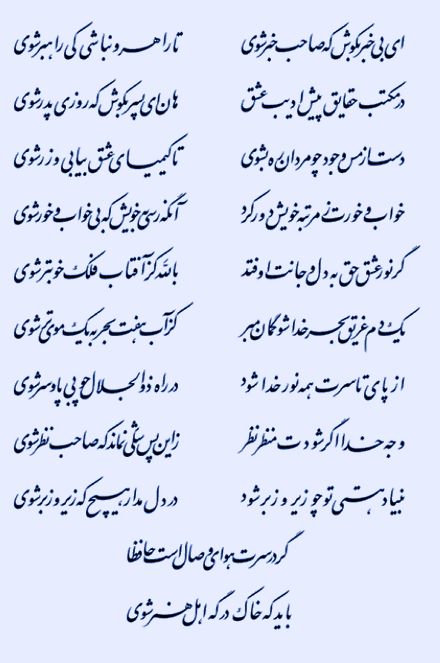 ای بی‌خبر بکوش که صاحب خبر شوی تا راهرو نباشی کی راهبر شوی
در مکتب حقایق پیش ادیب عشق هان ای پسر بکوش که روزی پدر شوی
دست از مس وجود چو مردان ره بشوی تا کیمیای عشق بیابی و زر شوی
خواب و خورت ز مرتبه خویش دور کرد آنگه رسی به خویش که بی خواب و خور شوی
گر نور عشق حق به دل و جانت اوفتد بالله کز آفتاب فلک خوبتر شوی
یک دم غریق بحر خدا شو گمان مبر کز آب هفت بحر به یک موی تر شوی
از پای تا سرت همه نور خدا شود در راه ذوالجلال چو بی پا و سر شوی
وجه خدا اگر شودت منظر نظر زین پس شکی نماند که صاحب نظر شوی
بنیاد هستی تو چو زیر و زبر شود در دل مدار هیچ که زیر و زبر شوی
گر در سرت هوای وصال است حافظا
باید که خاک درگه اهل هنر شوی